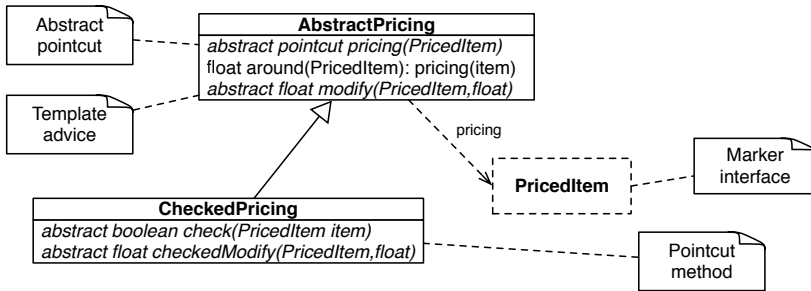 Abstract
pointcut
AbstractPricing
abstract pointcut pricing(PricedItem)
float around(PricedItem): pricing(item)
abstract float modify(PricedItem,float)
Template
advice
pricing
PricedItem
Marker
interface
CheckedPricing
abstract boolean check(PricedItem item)
abstract float checkedModify(PricedItem,float)
Pointcut
method